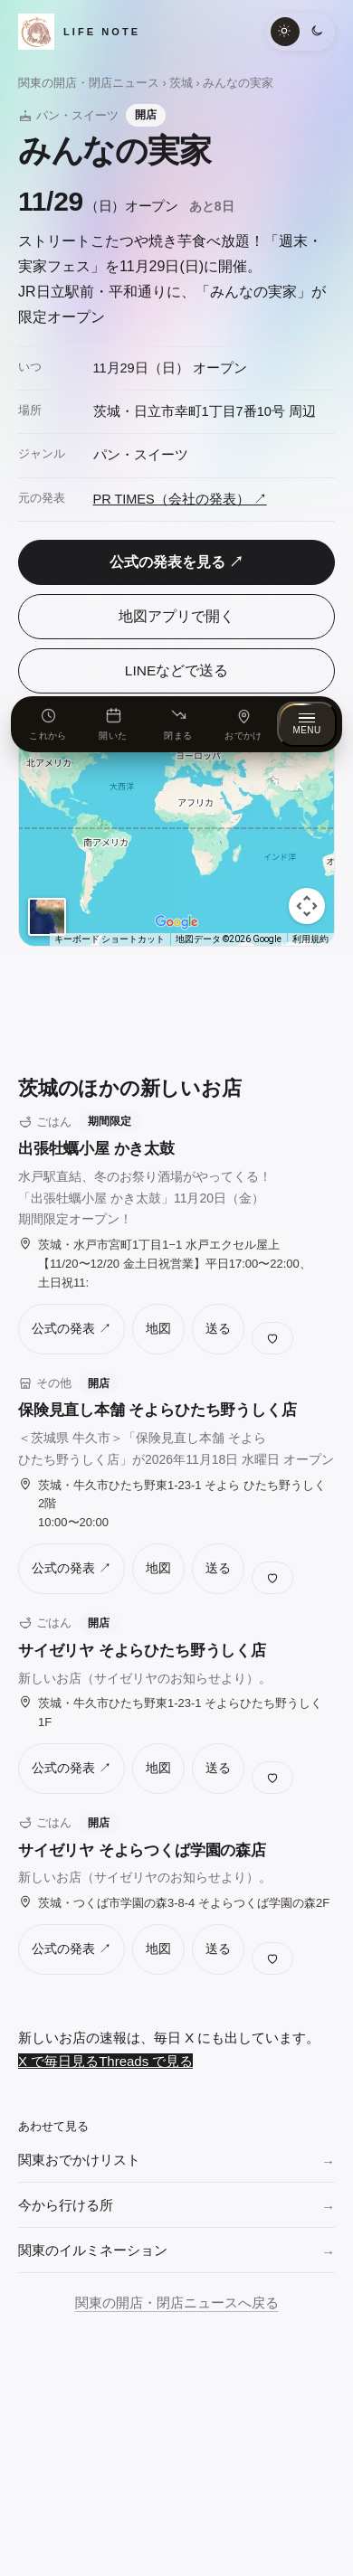 LIFE NOTE
関東の開店・閉店ニュース › 茨城 › みんなの実家
パン・スイーツ 開店
みんなの実家
11/29（日）オープン あと8日
ストリートこたつや焼き芋食べ放題！「週末・
実家フェス」を11月29日(日)に開催。
JR日立駅前・平和通りに、「みんなの実家」が
限定オープン
いつ 11月29日（日） オープン
場所 茨城・日立市幸町1丁目7番10号 周辺
ジャンル パン・スイーツ
元の発表 PR TIMES（会社の発表） ↗
公式の発表を見る ↗
地図アプリで開く
LINEなどで送る
これから 開いた 閉まる おでかけ MENU
北アメリカ
ヨーロッパ
大西洋
アフリカ
南アメリカ
インド洋
オ
Google
キーボード ショートカット 地図データ ©2026 Google 利用規約
茨城のほかの新しいお店
ごはん 期間限定
出張牡蠣小屋 かき太鼓
水戸駅直結、冬のお祭り酒場がやってくる！
「出張牡蠣小屋 かき太鼓」11月20日（金）
期間限定オープン！
茨城・水戸市宮町1丁目1−1 水戸エクセル屋上
【11/20〜12/20 金土日祝営業】平日17:00〜22:00、
土日祝11:
公式の発表 ↗ 地図 送る
その他 開店
保険見直し本舗 そよらひたち野うしく店
＜茨城県 牛久市＞「保険見直し本舗 そよら
ひたち野うしく店」が2026年11月18日 水曜日 オープン
茨城・牛久市ひたち野東1-23-1 そよら ひたち野うしく
2階
10:00〜20:00
公式の発表 ↗ 地図 送る
ごはん 開店
サイゼリヤ そよらひたち野うしく店
新しいお店（サイゼリヤのお知らせより）。
茨城・牛久市ひたち野東1-23-1 そよらひたち野うしく
1F
公式の発表 ↗ 地図 送る
ごはん 開店
サイゼリヤ そよらつくば学園の森店
新しいお店（サイゼリヤのお知らせより）。
茨城・つくば市学園の森3-8-4 そよらつくば学園の森2F
公式の発表 ↗ 地図 送る
新しいお店の速報は、毎日 X にも出しています。
X で毎日見るThreads で見る
あわせて見る
関東おでかけリスト →
今から行ける所 →
関東のイルミネーション →
関東の開店・閉店ニュースへ戻る